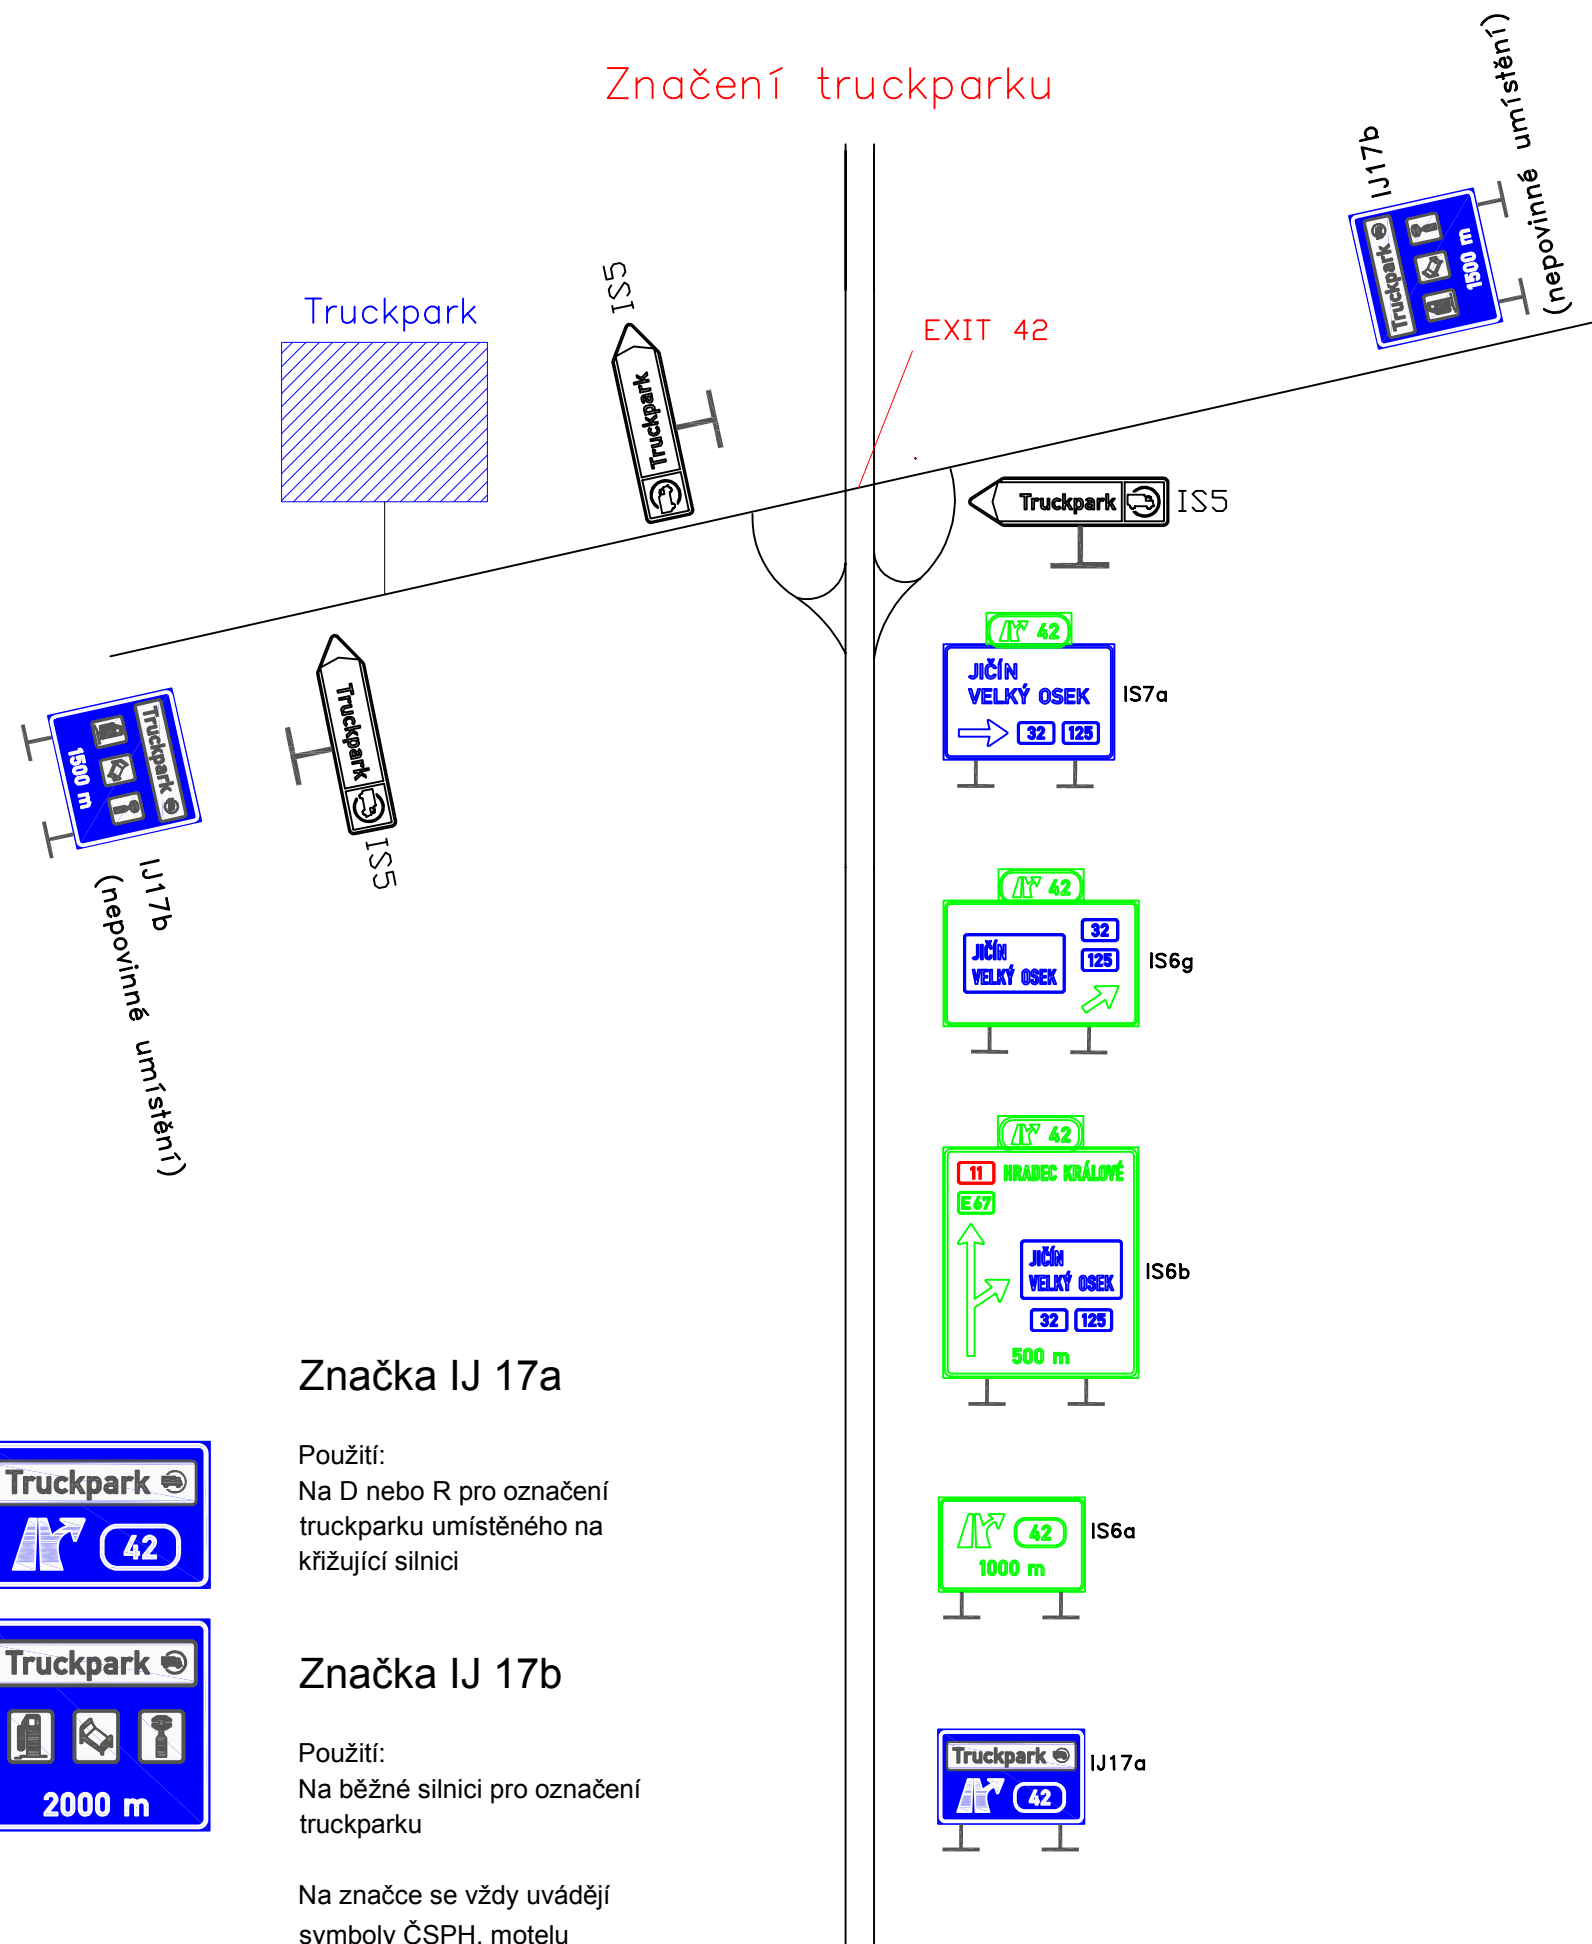 Značení truckparku
IJ17b
(nepovinné umístění)
Truckpark
1500 m
IS5
Truckpark
Truckpark
EXIT 42
Truckpark
IS5
42
JIČÍN
VELKÝ OSEK
32 125
IS7a
Truckpark
1500 m
IJ17b
(nepovinné umístění)
Truckpark
IS5
42
JIČÍN
VELKÝ OSEK
32
125
IS6g
42
11 HRADEC KRÁLOVÉ
E67
JIČÍN
VELKÝ OSEK
32 125
500 m
IS6b
42
1000 m
IS6a
Truckpark
42
IJ17a
Truckpark
42
Značka IJ 17a
Použití:
Na D nebo R pro označení
truckparku umístěného na
křižující silnici
Truckpark
2000 m
Značka IJ 17b
Použití:
Na běžné silnici pro označení
truckparku
Na značce se vždy uvádějí
symboly ČSPH, motelu